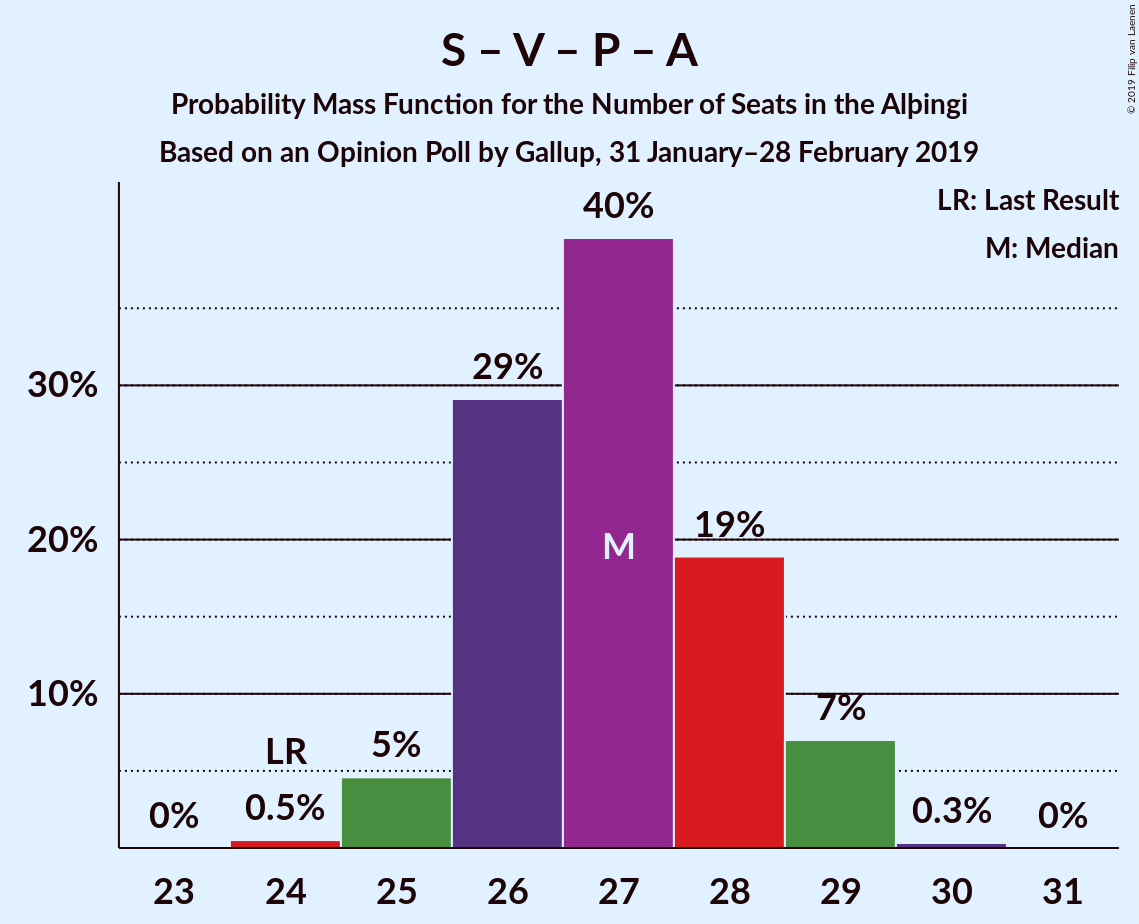 S – V – P – A
Probability Mass Function for the Number of Seats in the Alþingi
Based on an Opinion Poll by Gallup, 31 January–28 February 2019
© 2019 Filip van Laenen
LR: Last Result
M: Median
40%
29%
30%
19%
20%
M
7%
10%
LR
5%
0%
0.5%
0.3%
0%
23 24 25 26 27 28 29 30 31